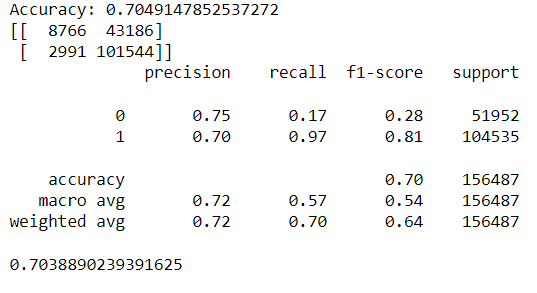 Accuracy: 0.7049147852537272
[[  8766  43186]
 [  2991 101544]]
              precision    recall  f1-score   support

           0       0.75      0.17      0.28     51952
           1       0.70      0.97      0.81    104535

    accuracy                           0.70    156487
   macro avg       0.72      0.57      0.54    156487
weighted avg       0.72      0.70      0.64    156487

0.7038890239391625